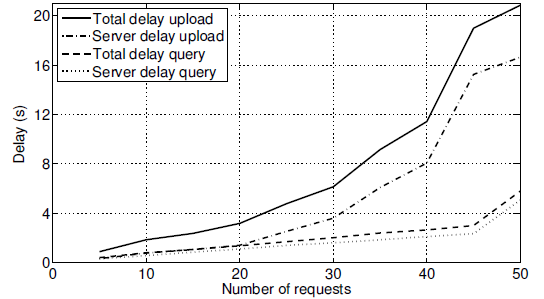 Total delay upload
Server delay upload
Total delay query
Server delay query
20
16
12
8
4
0
Delay (s)
0 10 20 30 40 50
Number of requests